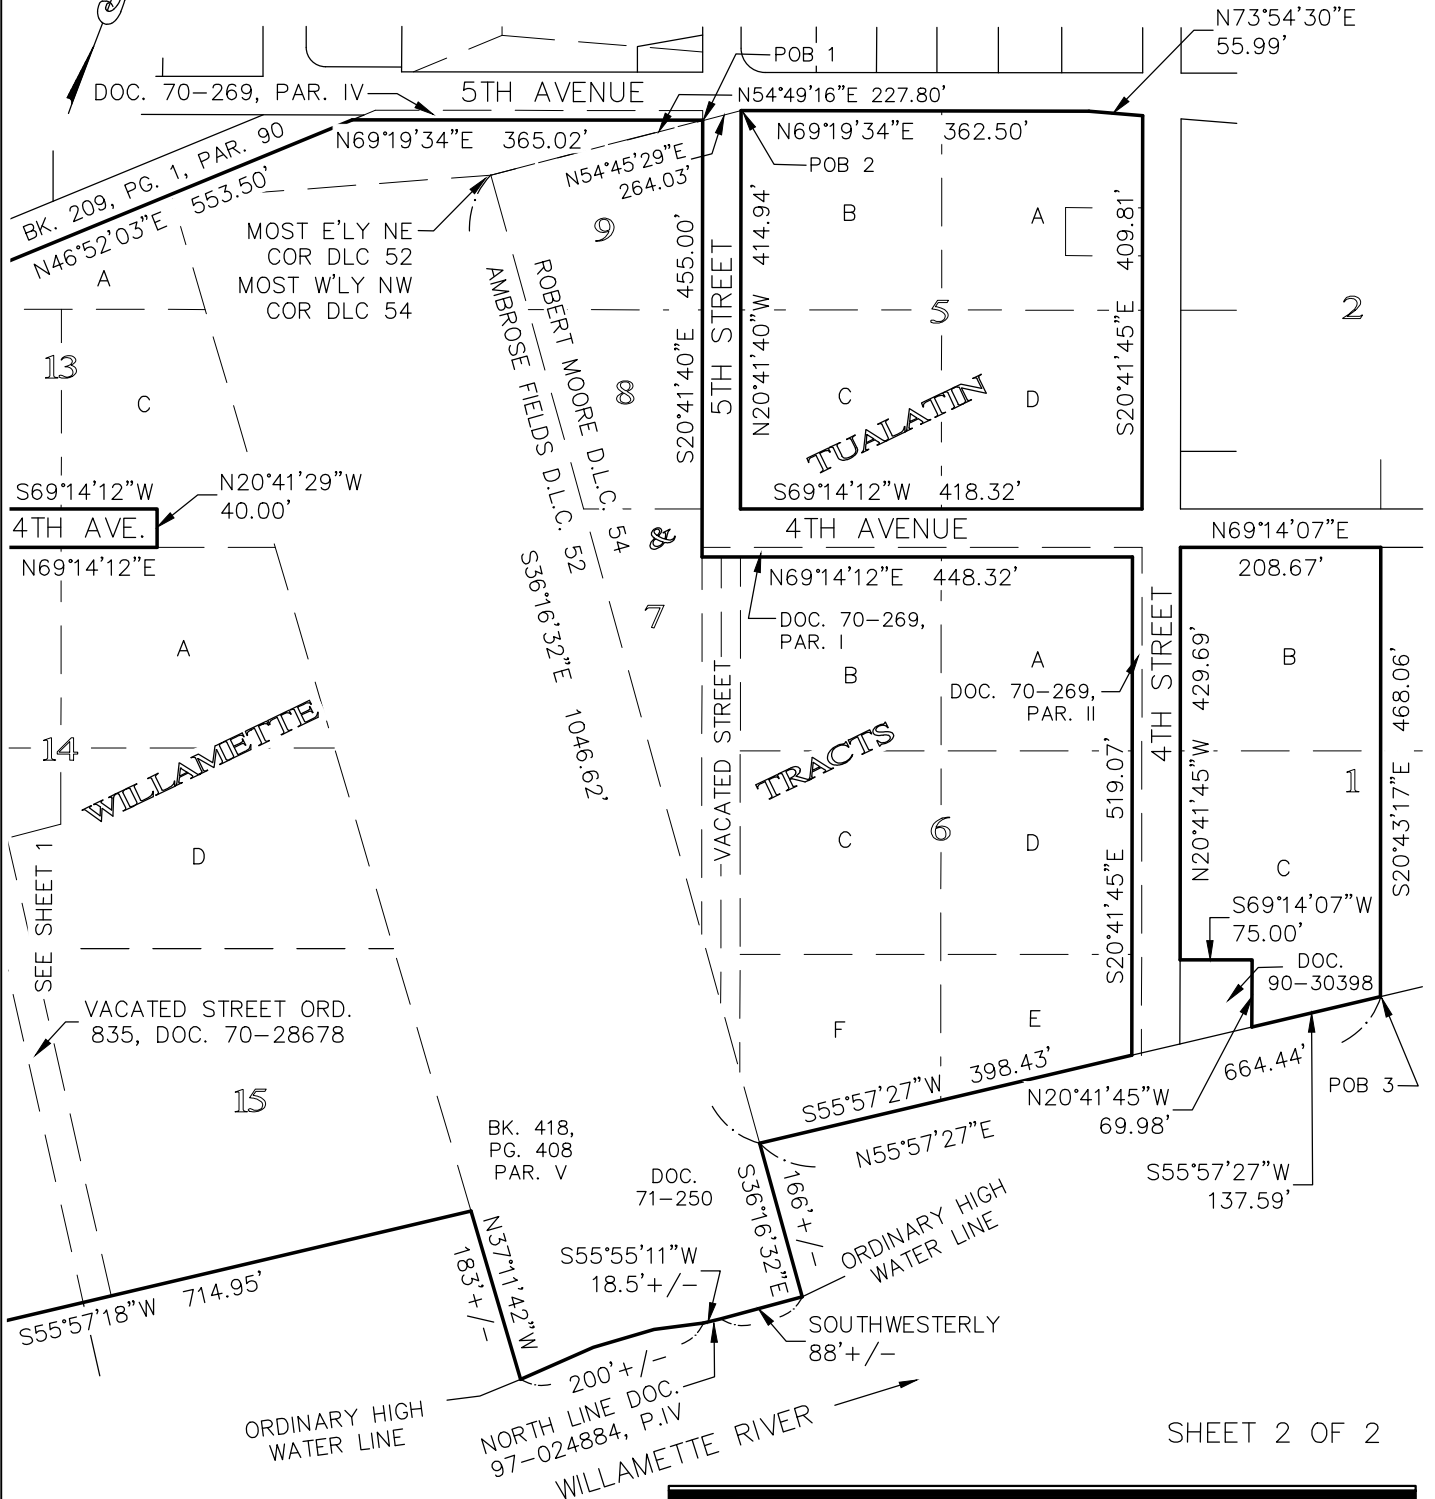 N73°54'30"E
55.99'
POB 1
DOC. 70-269, PAR. IV
5TH AVENUE
N54°49'16"E 227.80'
N69°19'34"E 365.02'
N69°19'34"E 362.50'
BK. 209, PG. 1, PAR. 90
N46°52'03"E 553.50'
N54°45'29"E
264.03'
POB 2
MOST E'LY NE
COR DLC 52
MOST W'LY NW
COR DLC 54
9
B
A
A
455.00'
S20°41'40"E
5TH STREET
N20°41'40"W 414.94'
S20°41'45"E 409.81'
ROBERT MOORE D.L.C. 54
AMBROSE FIELDS D.L.C. 52
5
2
13
C
8
C
D
TUALATIN
S69°14'12"W
N20°41'29"W
40.00'
S69°14'12"W 418.32'
4TH AVE.
&
4TH AVENUE
N69°14'07"E
N69°14'12"E
N69°14'12"E 448.32'
208.67'
S36°16'32"E 1046.62'
7
DOC. 70-269,
PAR. I
A
B
A
B
DOC. 70-269,
PAR. II
4TH STREET
N20°41'45"W 429.69'
S20°43'17"E 468.06'
VACATED STREET
WILLAMETTE
14
TRACTS
1
D
C
6
D
C
S20°41'45"E 519.07'
SEE SHEET 1
S69°14'07"W
75.00'
DOC.
90-30398
VACATED STREET ORD.
835, DOC. 70-28678
F
E
15
S55°57'27"W 398.43'
664.44'
POB 3
N20°41'45"W
69.98'
N55°57'27"E
BK. 418,
PG. 408
PAR. V
DOC.
71-250
S36°16'32"E
166'+/-
S55°57'27"W
137.59'
ORDINARY HIGH
WATER LINE
N37°11'42"W
183'+/-
S55°55'11"W
18.5'+/-
S55°57'18"W 714.95'
SOUTHWESTERLY
88'+/-
200'+/-
NORTH LINE DOC.
97-024884, P.IV
ORDINARY HIGH
WATER LINE
WILLAMETTE RIVER
SHEET 2 OF 2